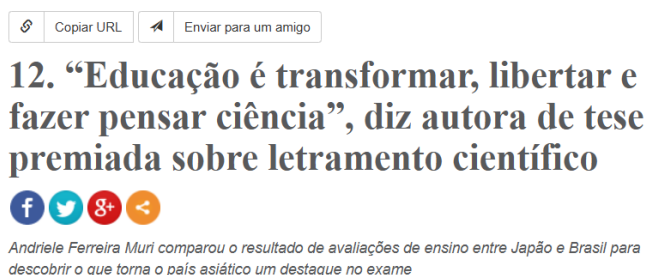 Copiar URL Enviar para um amigo
12. “Educação é transformar, libertar e
fazer pensar ciência”, diz autora de tese
premiada sobre letramento científico
f 8+
Andriele Ferreira Muri comparou o resultado de avaliações de ensino entre Japão e Brasil para
descobrir o que torna o país asiático um destaque no exame